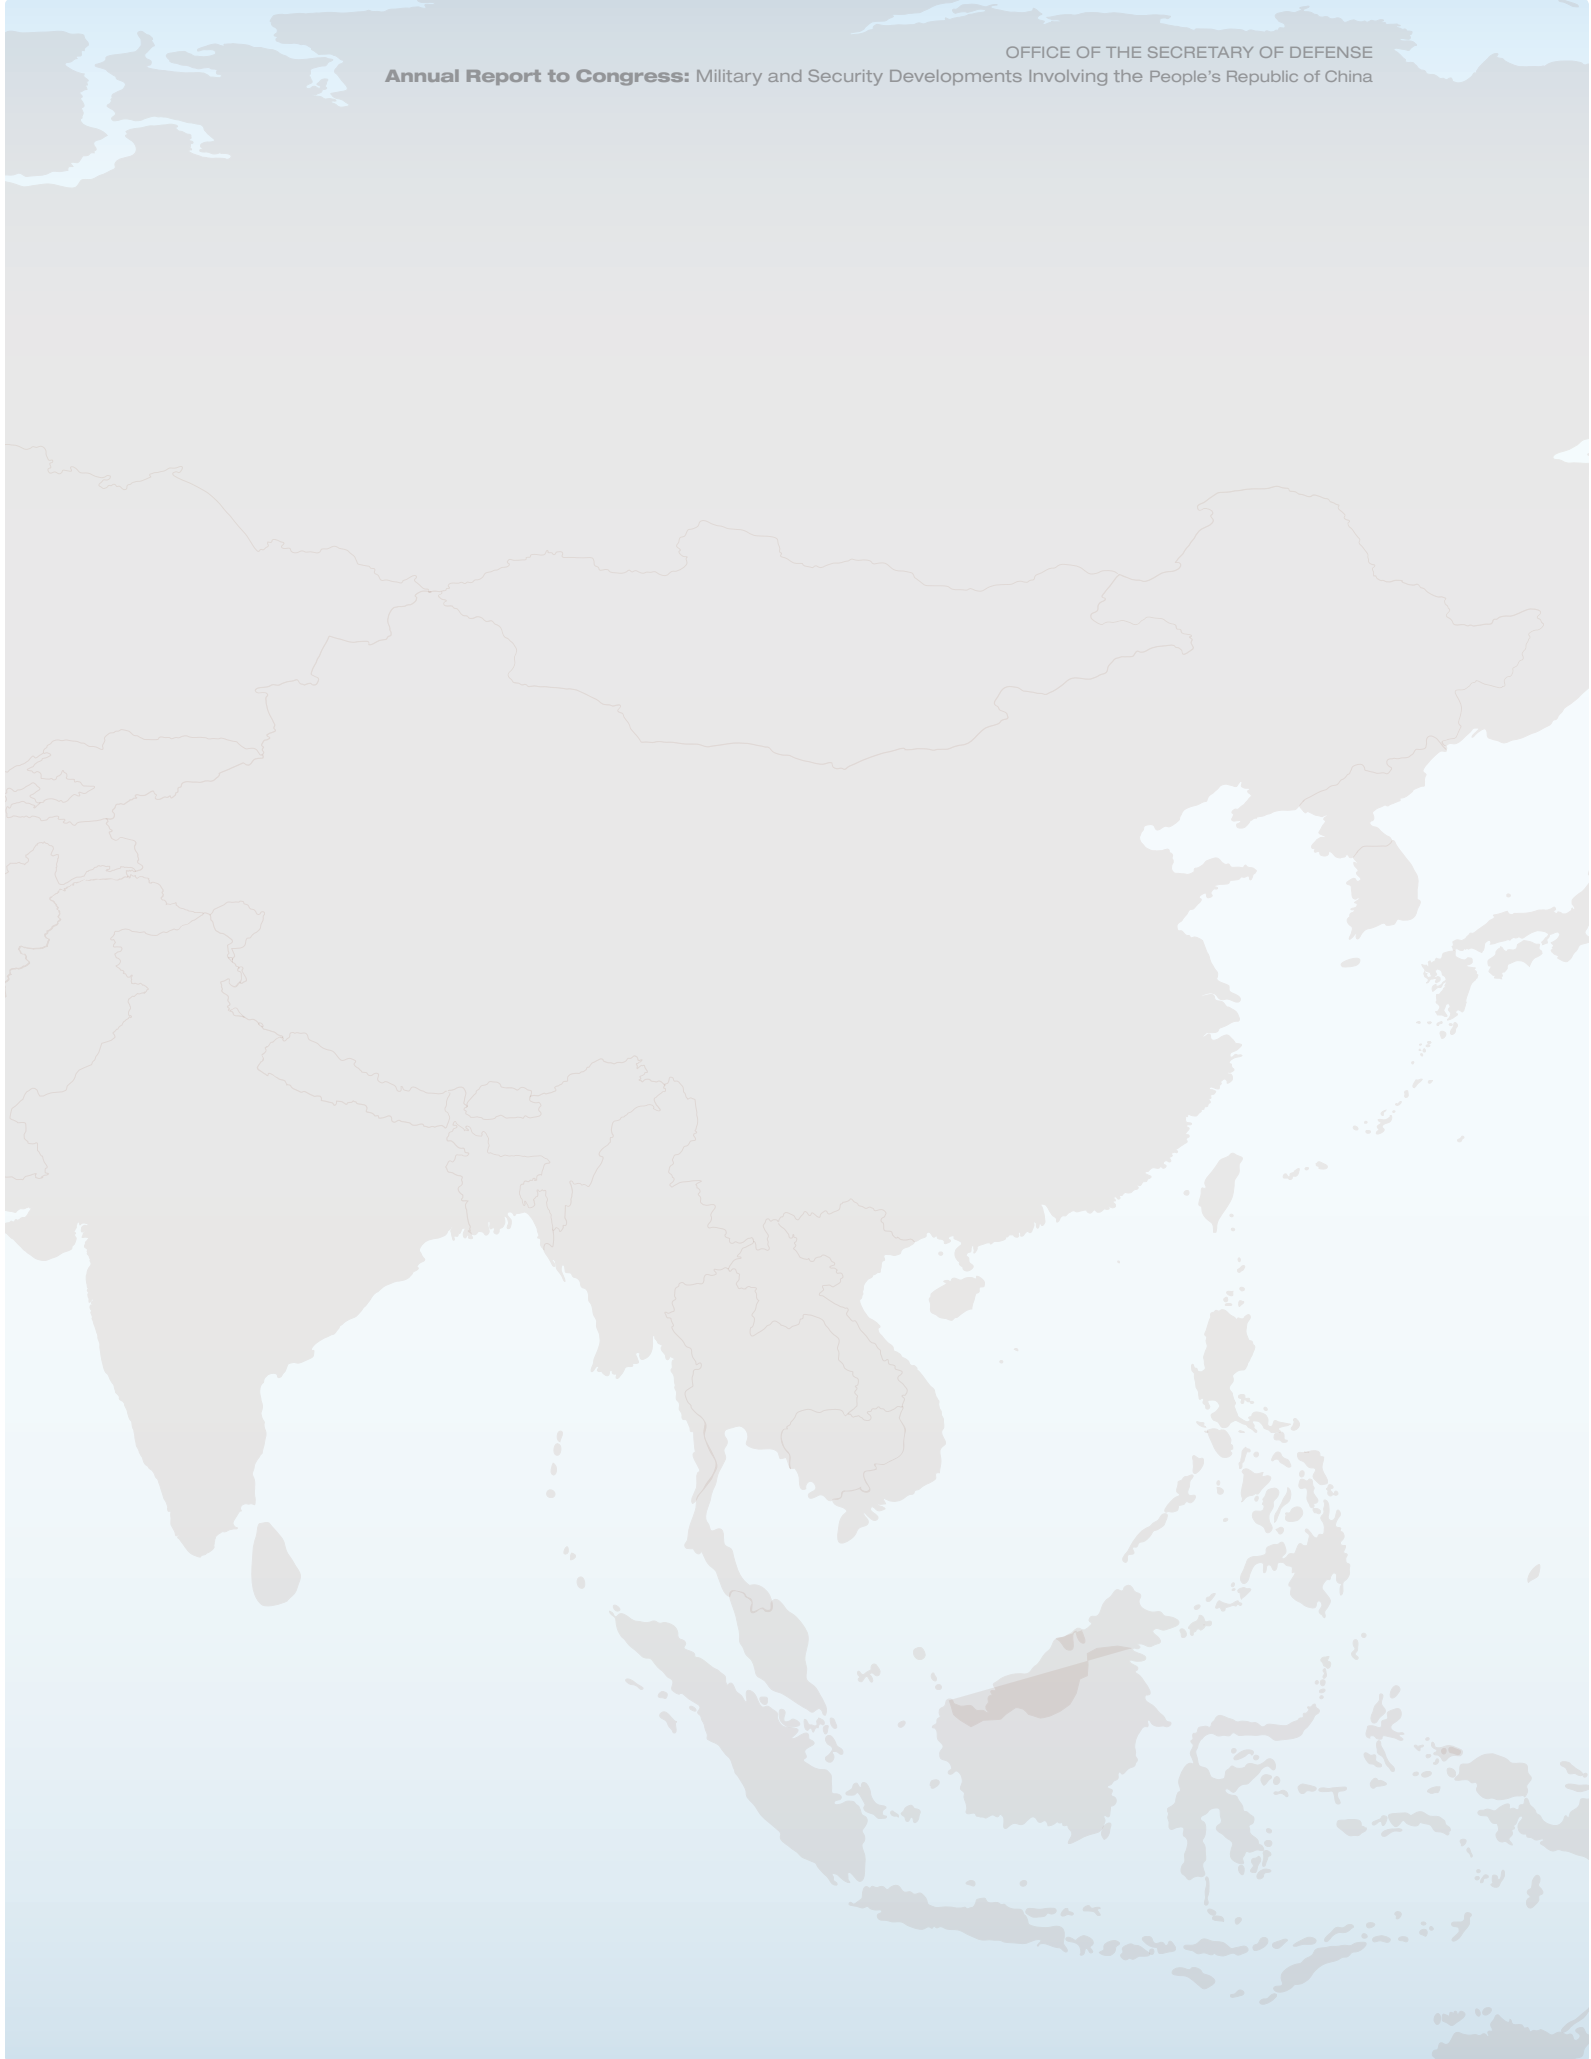 OFFICE OF THE SECRETARY OF DEFENSE
Annual Report to Congress: Military and Security Developments Involving the People’s Republic of China